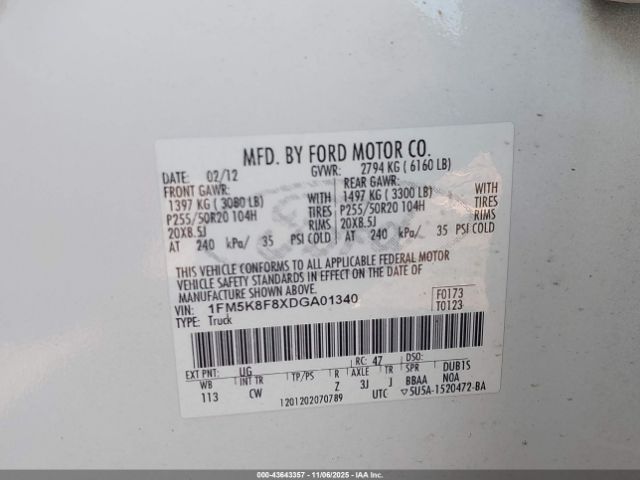 MFD. BY FORD MOTOR CO.
DATE: 02/12 GVWR: 2794 KG ( 6160 LB)
FRONT GAWR: REAR GAWR:
1397 KG ( 3080 LB) WITH 1497 KG ( 3300 LB) WITH
P255/50R20 104H TIRES P255/50R20 104H TIRES
20X8.5J RIMS 20X8.5J RIMS
AT 240 kPa/ 35 PSI COLD AT 240 kPa/ 35 PSI COLD
THIS VEHICLE CONFORMS TO ALL APPLICABLE FEDERAL MOTOR
VEHICLE SAFETY STANDARDS IN EFFECT ON THE DATE OF
MANUFACTURE SHOWN ABOVE.
VIN: 1FM5K8F8XDGA01340 F0173
TYPE: Truck T0123
EXT PNT: UG RC: 47 DSO:
WB INT TR TP/PS R AXLE TR SPR DUB1S
113 CW Z 3J J BBAA N0A
1201202070789 UTC ▽5U5A-1520472-BA
000-43643357 - 11/06/2025 - IAAI.COM